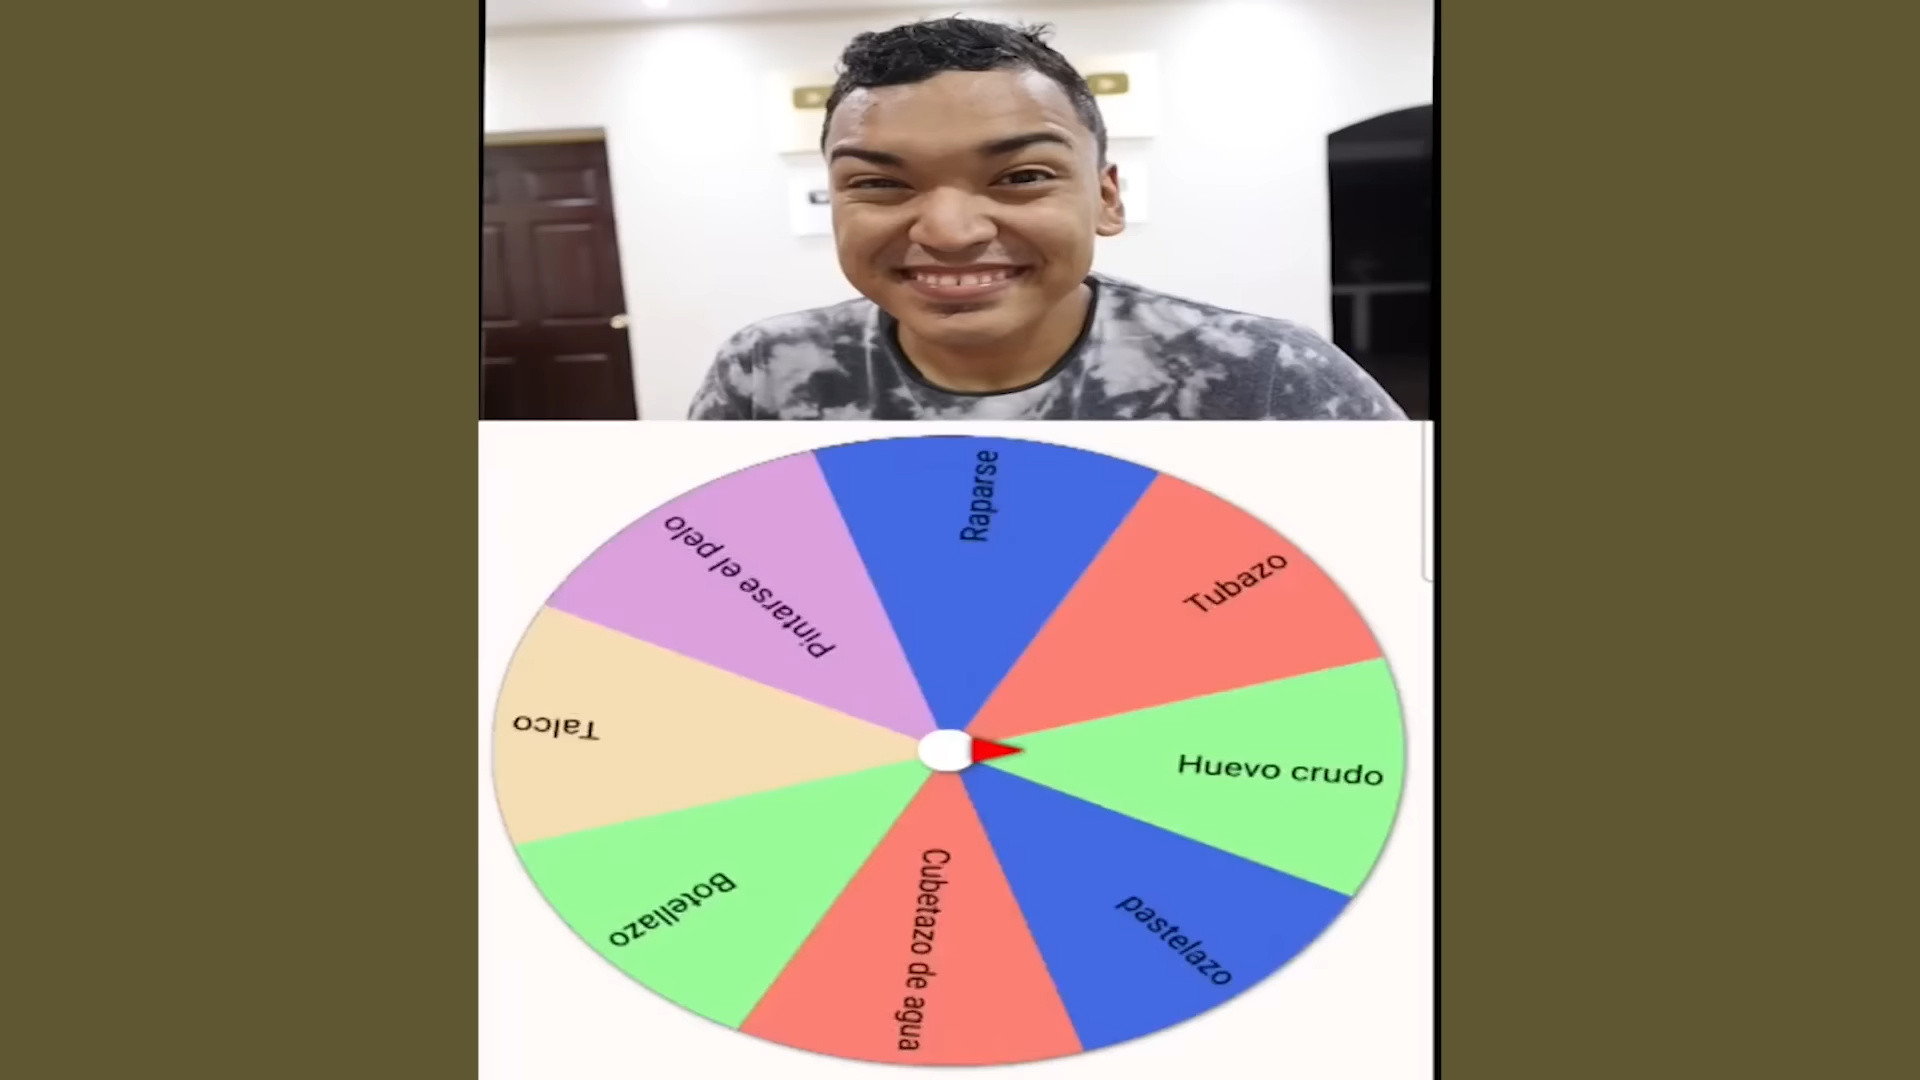 Raparse
Tubazo
Huevo crudo
pastelazo
Cubetazo de agua
Botellazo
Talco
Pintarse el pelo